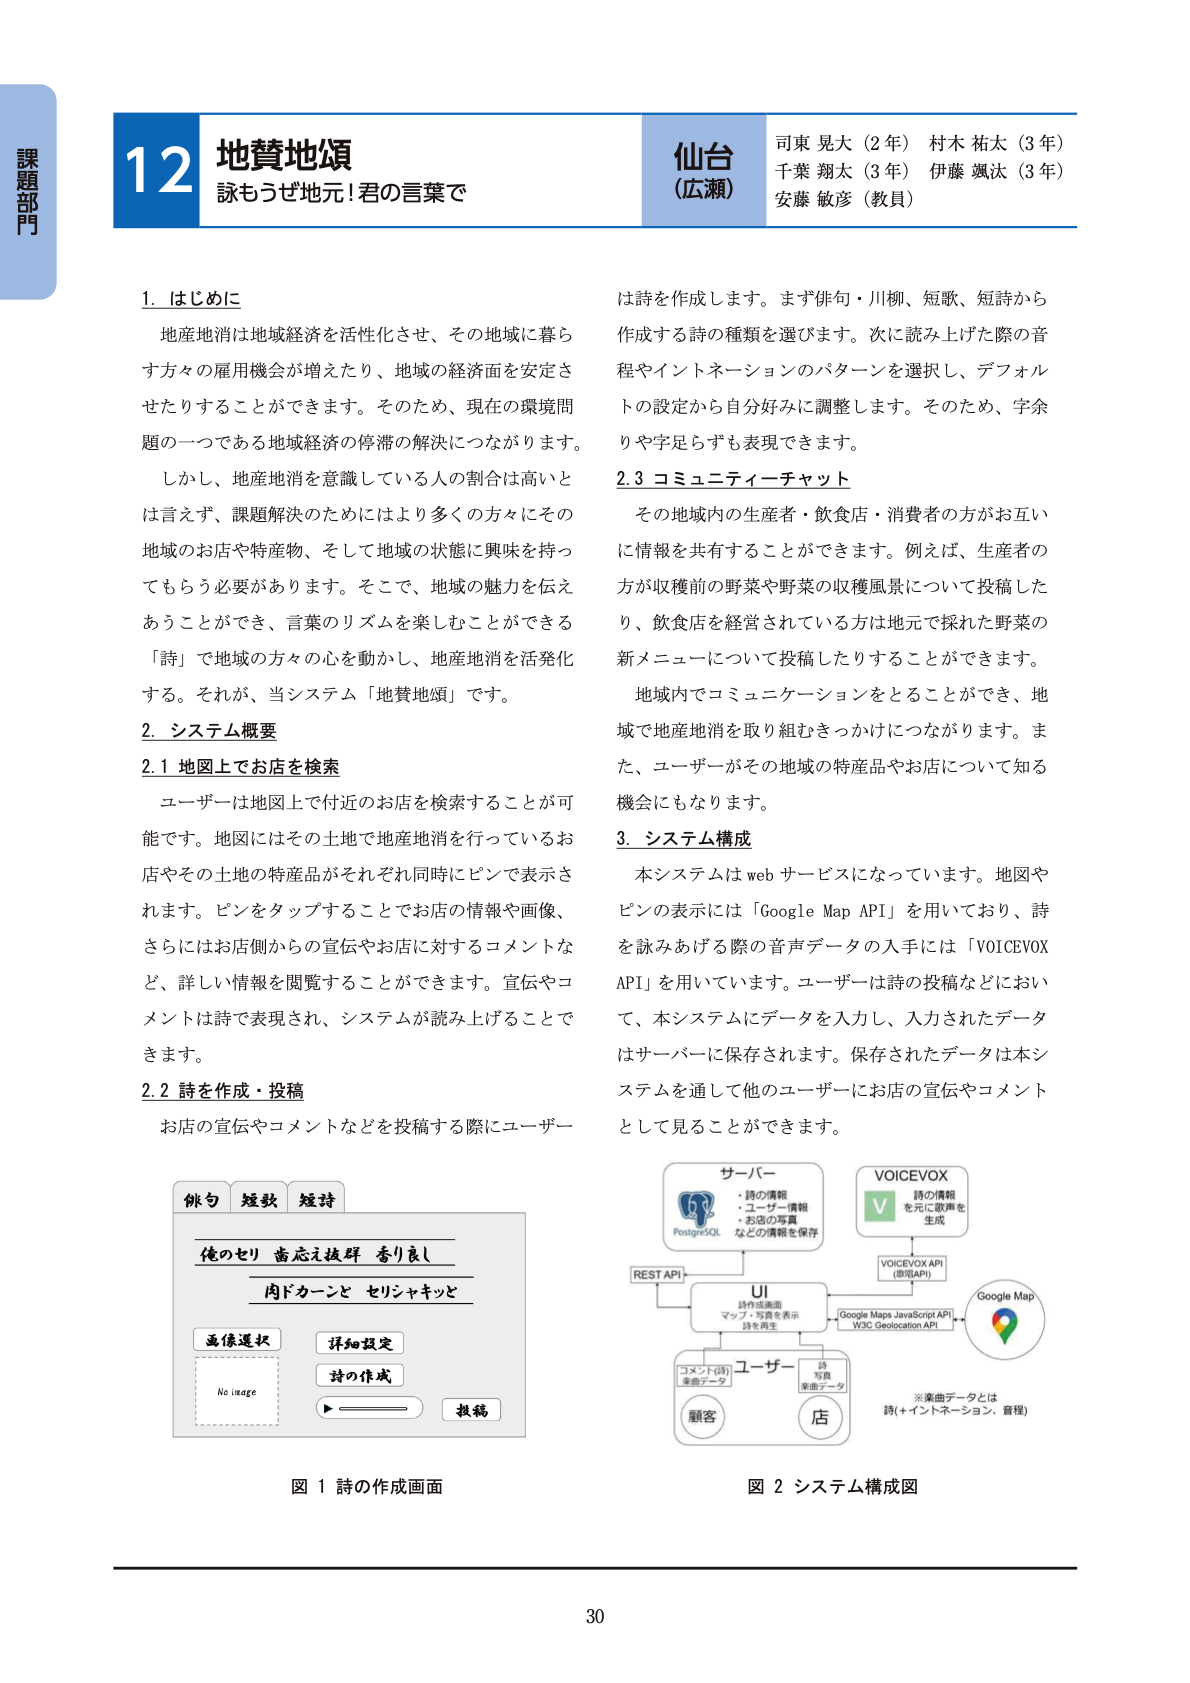 課題部門
12
地賛地頌
詠もうぜ地元!君の言葉で
仙台
(広瀬)
司東 晃大（2 年） 村木 祐太（3 年）
千葉 翔太（3 年） 伊藤 颯汰（3 年）
安藤 敏彦（教員）
1. はじめに
地産地消は地域経済を活性化させ、その地域に暮ら
す方々の雇用機会が増えたり、地域の経済面を安定さ
せたりすることができます。そのため、現在の環境問
題の一つである地域経済の停滞の解決につながります。
しかし、地産地消を意識している人の割合は高いと
は言えず、課題解決のためにはより多くの方々にその
地域のお店や特産物、そして地域の状態に興味を持っ
てもらう必要があります。そこで、地域の魅力を伝え
あうことができ、言葉のリズムを楽しむことができる
「詩」で地域の方々の心を動かし、地産地消を活発化
する。それが、当システム「地賛地頌」です。
2. システム概要
2.1 地図上でお店を検索
ユーザーは地図上で付近のお店を検索することが可
能です。地図にはその土地で地産地消を行っているお
店やその土地の特産品がそれぞれ同時にピンで表示さ
れます。ピンをタップすることでお店の情報や画像、
さらにはお店側からの宣伝やお店に対するコメントな
ど、詳しい情報を閲覧することができます。宣伝やコ
メントは詩で表現され、システムが読み上げることで
きます。
2.2 詩を作成・投稿
お店の宣伝やコメントなどを投稿する際にユーザー
は詩を作成します。まず俳句・川柳、短歌、短詩から
作成する詩の種類を選びます。次に読み上げた際の音
程やイントネーションのパターンを選択し、デフォル
トの設定から自分好みに調整します。そのため、字余
りや字足らずも表現できます。
2.3 コミュニティーチャット
その地域内の生産者・飲食店・消費者の方がお互い
に情報を共有することができます。例えば、生産者の
方が収穫前の野菜や野菜の収穫風景について投稿した
り、飲食店を経営されている方は地元で採れた野菜の
新メニューについて投稿したりすることができます。
地域内でコミュニケーションをとることができ、地
域で地産地消を取り組むきっかけにつながります。ま
た、ユーザーがその地域の特産品やお店について知る
機会にもなります。
3. システム構成
本システムは web サービスになっています。地図や
ピンの表示には「Google Map API」を用いており、詩
を詠みあげる際の音声データの入手には「VOICEVOX
API」を用いています。ユーザーは詩の投稿などにおい
て、本システムにデータを入力し、入力されたデータ
はサーバーに保存されます。保存されたデータは本シ
ステムを通して他のユーザーにお店の宣伝やコメント
として見ることができます。
俳句 短歌 短詩
俺のセリ 歯応え抜群 香り良し
肉ドカーンと セリシャキッと
画像選択
詳細設定
No image
詩の作成
投稿
図 1 詩の作成画面
サーバー
・詩の情報
・ユーザー情報
・お店の写真
などの情報を保存
PostgreSQL
VOICEVOX
V
詩の情報
を元に歌声を
生成
REST API
VOICEVOX API
(歌唱API)
UI
詩作成画面
マップ・写真を表示
詩を再生
Google Maps JavaScript API
W3C Geolocation API
Google Map
ユーザー
コメント(詩)
楽曲データ
詩
写真
楽曲データ
顧客
店
※楽曲データとは
詩(+イントネーション、音程)
図 2 システム構成図
30